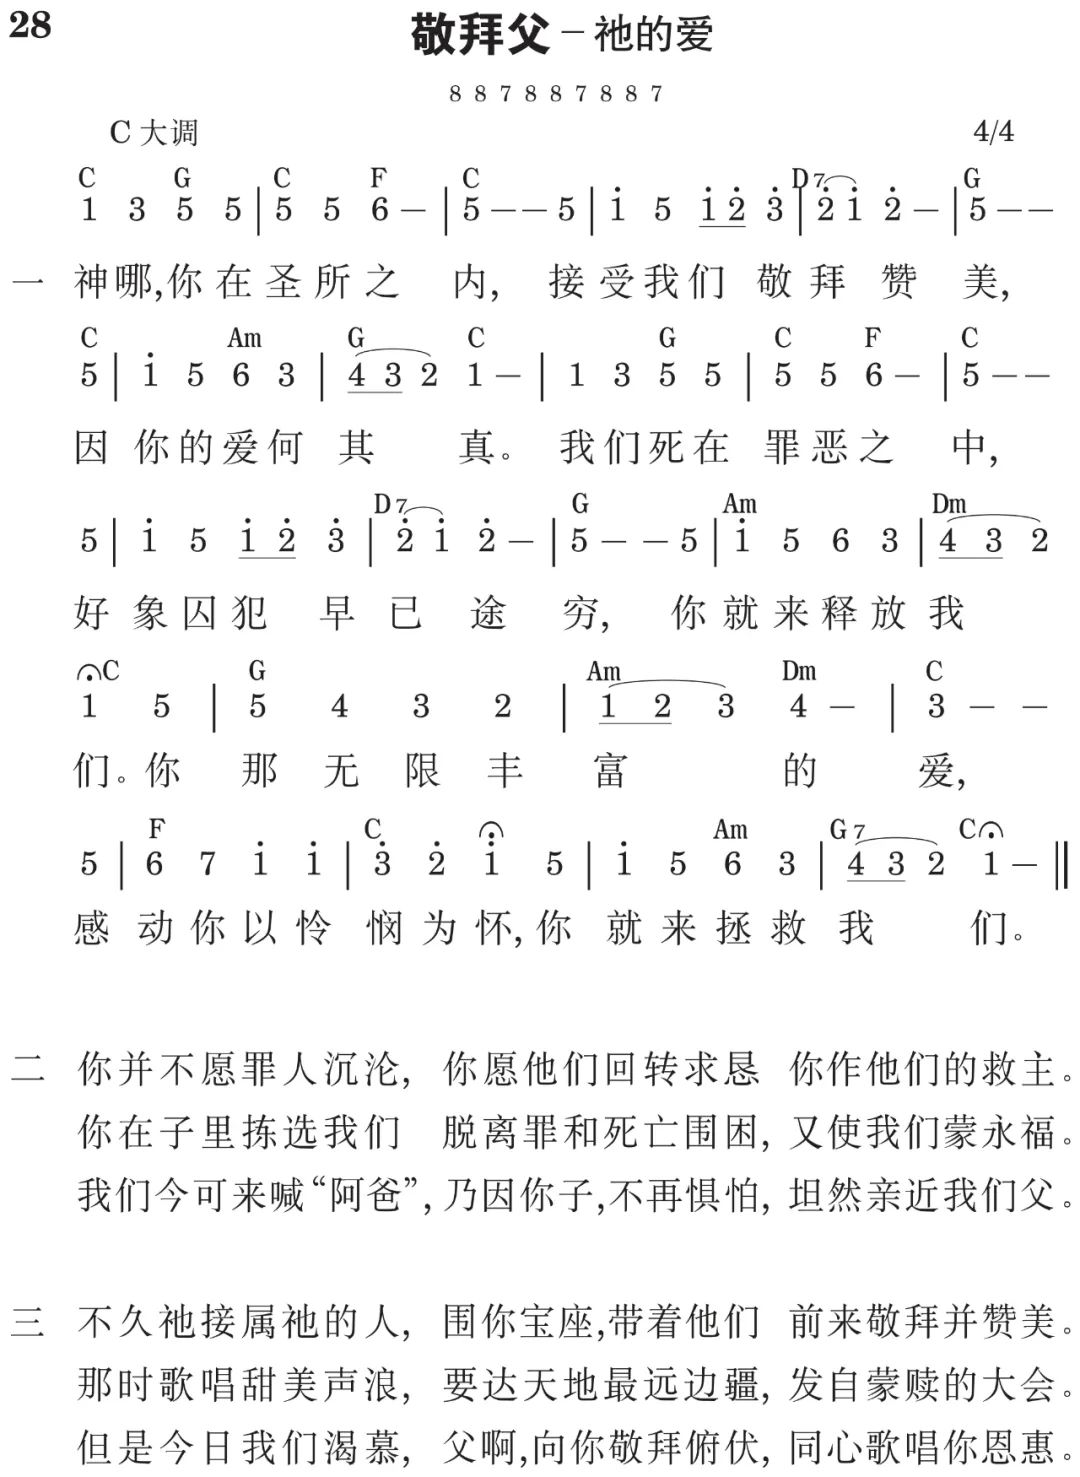 28
敬拜父－祂的爱
8 8 7 8 8 7 8 8 7
C 大调 4/4
C G C F C D7 G
1 3 5 5 | 5 5 6 — | 5 — — 5 | i 5 i 2̇ 3̇ | 2̇ i 2̇ — | 5 — —
一 神哪,你在圣所之内, 接受我们敬拜赞美,
C Am G C G C F C
5 | i 5 6 3 | 4 3 2 1 — | 1 3 5 5 | 5 5 6 — | 5 — —
因你的爱何其真。我们死在罪恶之中,
D7 G Am Dm
5 | i 5 i 2̇ 3̇ | 2̇ i 2̇ — | 5 — — 5 | i 5 6 3 | 4 3 2
好象囚犯早已途穷, 你就来释放我
C G Am Dm C
1 5 | 5 4 3 2 | 1 2 3 4 — | 3 — —
们。你那无限丰富的爱,
F C Am G7 C
5 | 6 7 i i | 3̇ 2̇ i 5 | i 5 6 3 | 4 3 2 1 — ‖
感动你以怜悯为怀,你就来拯救我们。
二 你并不愿罪人沉沦, 你愿他们回转求恳 你作他们的救主。
你在子里拣选我们 脱离罪和死亡围困, 又使我们蒙永福。
我们今可来喊“阿爸”, 乃因你子,不再惧怕, 坦然亲近我们父。
三 不久祂接属祂的人, 围你宝座,带着他们 前来敬拜并赞美。
那时歌唱甜美声浪, 要达天地最远边疆, 发自蒙赎的大会。
但是今日我们渴慕, 父啊,向你敬拜俯伏, 同心歌唱你恩惠。